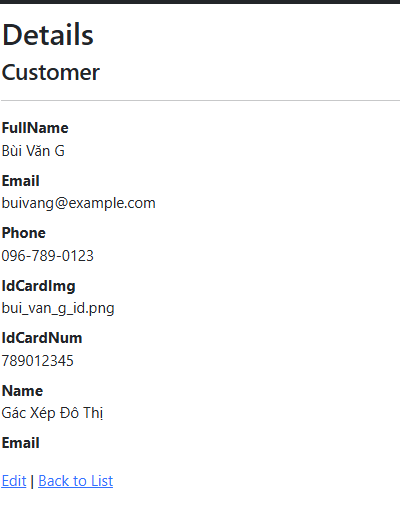 Details
Customer
FullName
Bùi Văn G
Email
buivang@example.com
Phone
096-789-0123
IdCardImg
bui_van_g_id.png
IdCardNum
789012345
Name
Gác Xép Đô Thị
Email
Edit | Back to List